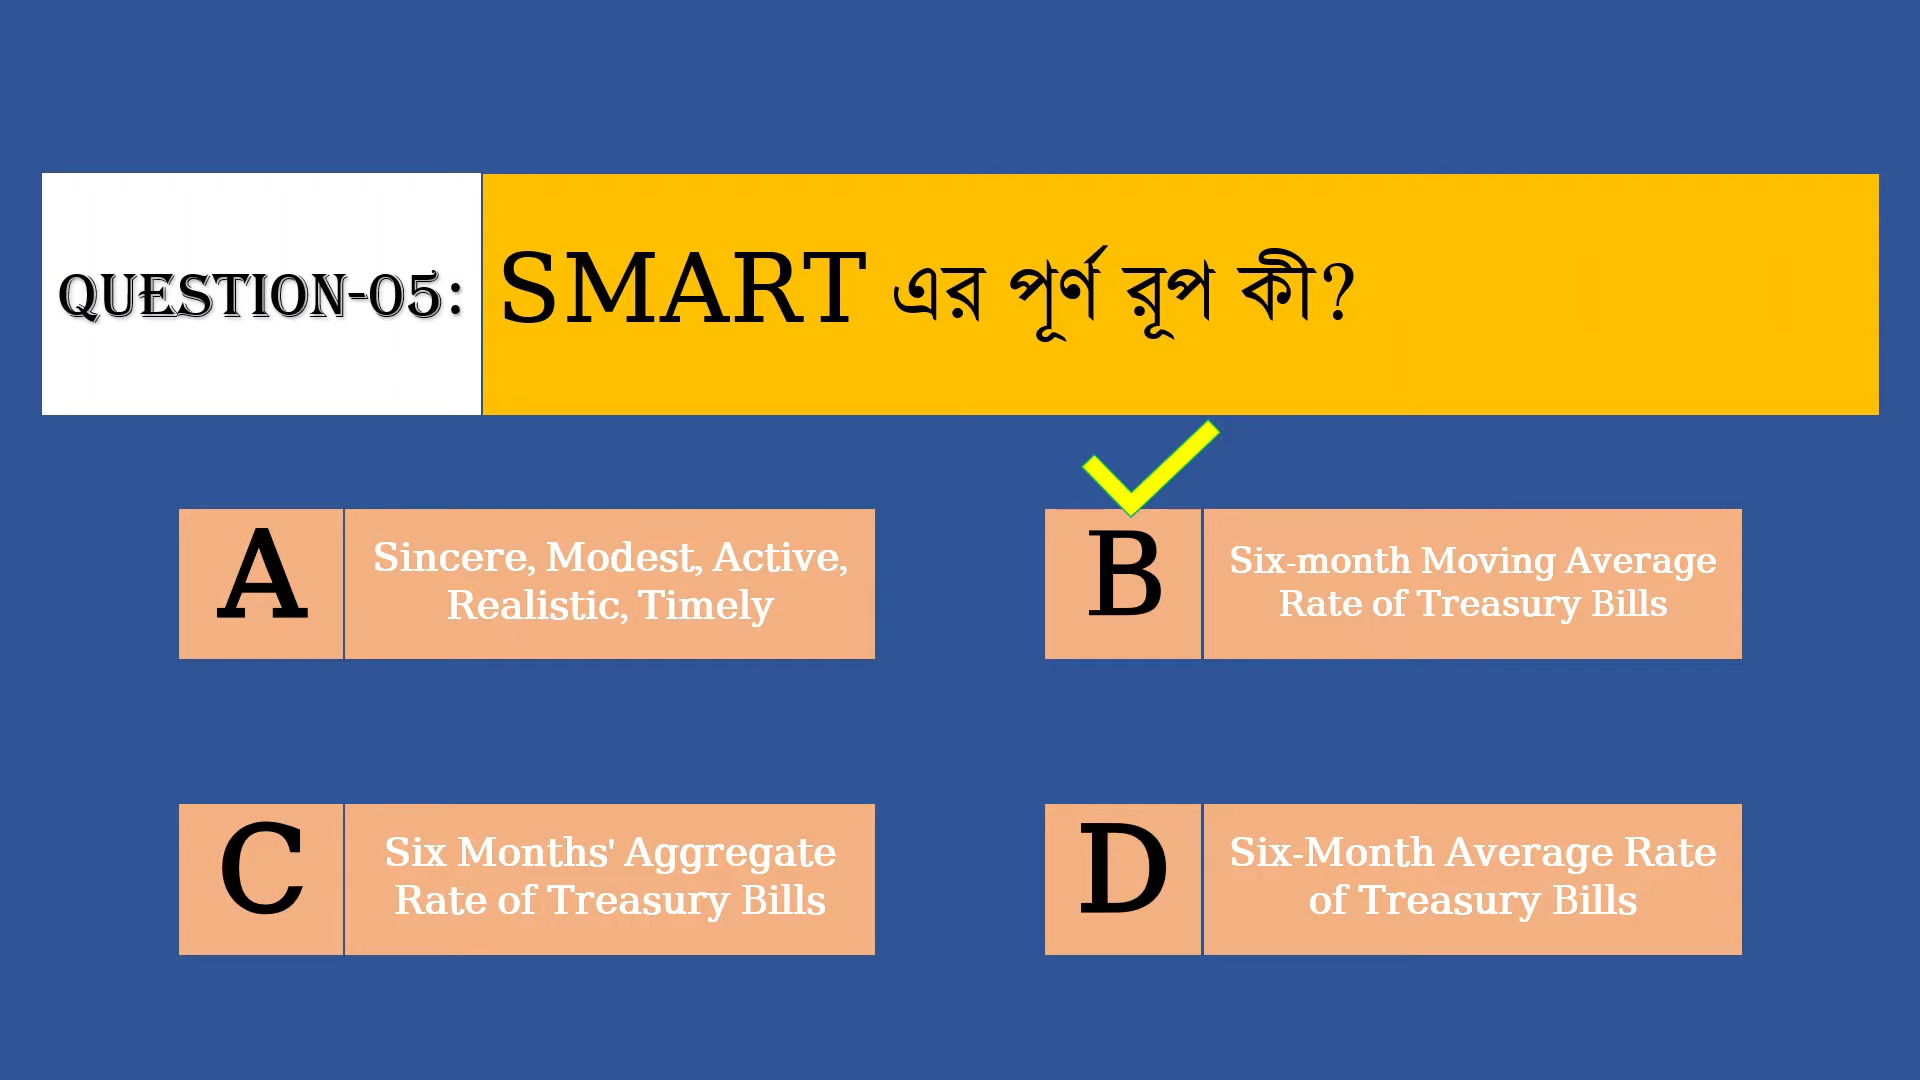 QUESTION-05:
SMART এর পূর্ণ রূপ কী?
A
Sincere, Modest, Active,
Realistic, Timely
B
Six-month Moving Average
Rate of Treasury Bills
C
Six Months' Aggregate
Rate of Treasury Bills
D
Six-Month Average Rate
of Treasury Bills